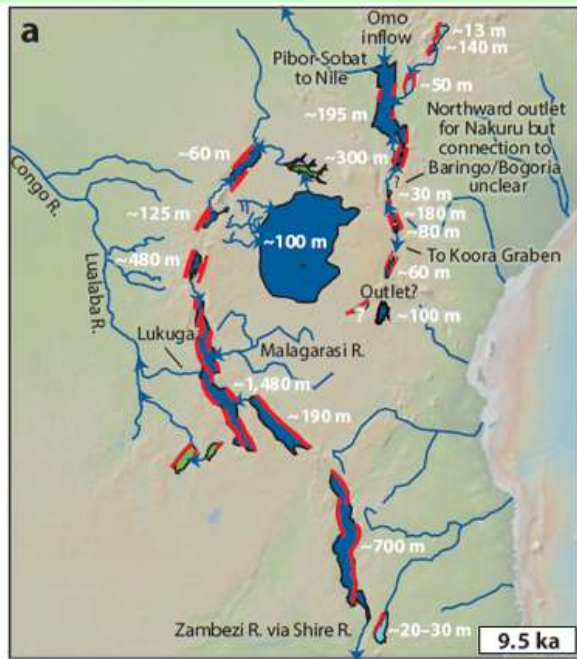 a
Omo
inflow
Pibor-Sobat
to Nile
~13 m
~140 m
~50 m
~195 m
Northward outlet
for Nakuru but
connection to
Baringo/Bogoria
unclear
~60 m
~300 m
?
~30 m
~180 m
~80 m
Congo R.
~125 m
~100 m
To Koora Graben
~480 m
~60 m
Lualaba R.
Outlet?
?
~100 m
Lukuga
Malagarasi R.
~1,480 m
~190 m
~700 m
Zambezi R. via Shire R.
~20–30 m
9.5 ka